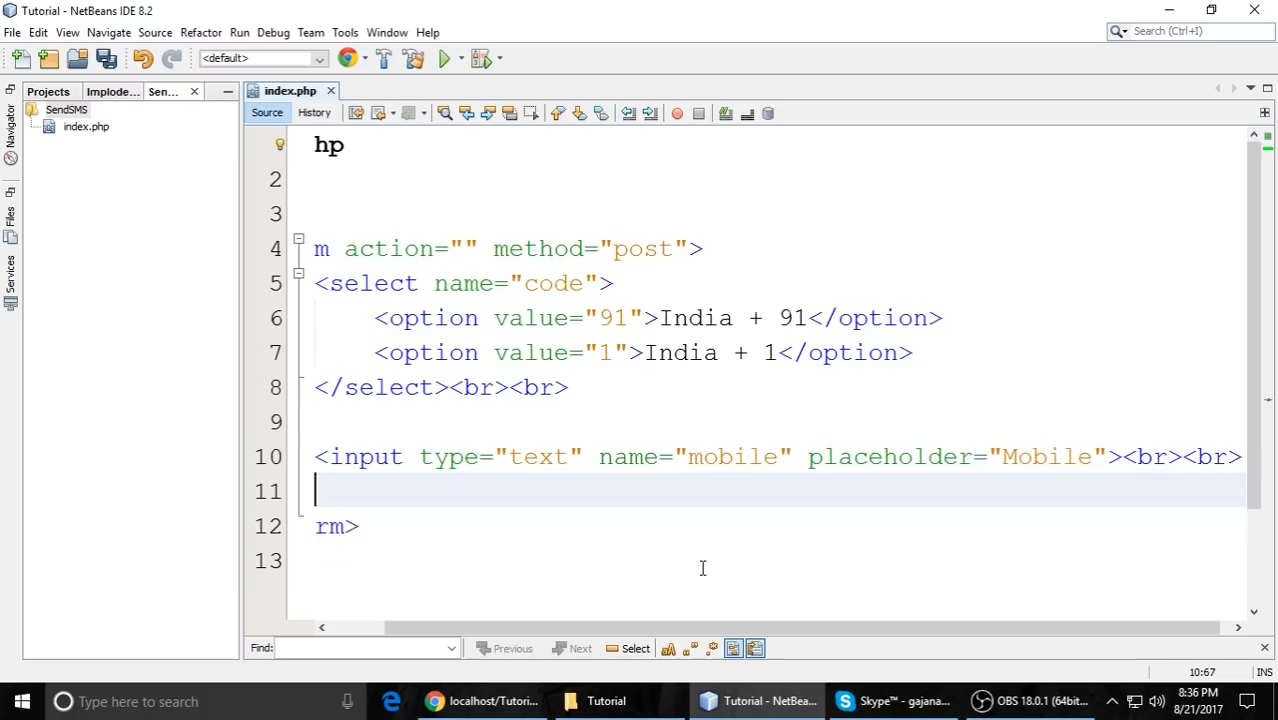 Tutorial - NetBeans IDE 8.2
File Edit View Navigate Source Refactor Run Debug Profile Team Tools Window Help
Search (Ctrl+I)
<default>
Projects Implode... Sen...
index.php
SendSMS
index.php
Source History
Navigator
Files
Services
hp
2
3
4 m action="" method="post">
5 <select name="code">
6 <option value="91">India + 91</option>
7 <option value="1">India + 1</option>
8 </select><br><br>
9
10 <input type="text" name="mobile" placeholder="Mobile"><br><br>
11
12 rm>
13
Find: Previous Next Select
10:67 INS
Type here to search
localhost/Tutori...
Tutorial
Tutorial - NetBea...
Skype™ - gajana...
OBS 18.0.1 (64bit...
8:36 PM
8/21/2017